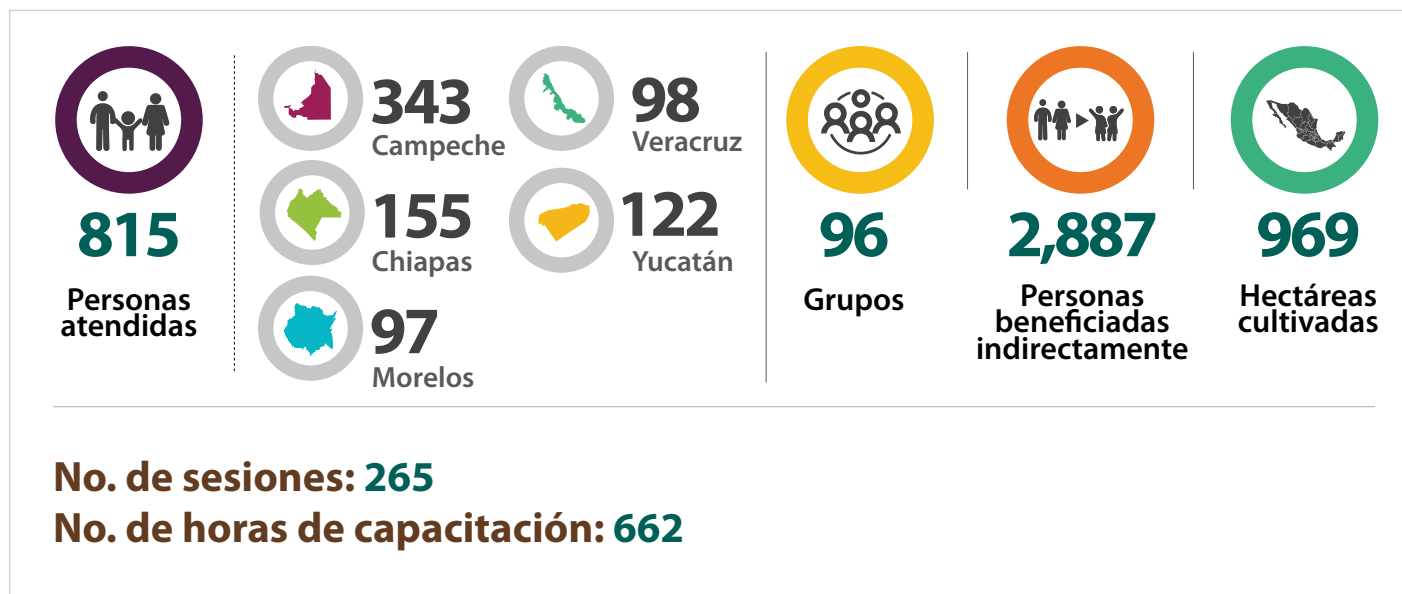 815
Personas
atendidas
343
Campeche
98
Veracruz
155
Chiapas
122
Yucatán
97
Morelos
96
Grupos
2,887
Personas
beneficiadas
indirectamente
969
Hectáreas
cultivadas
No. de sesiones: 265
No. de horas de capacitación: 662